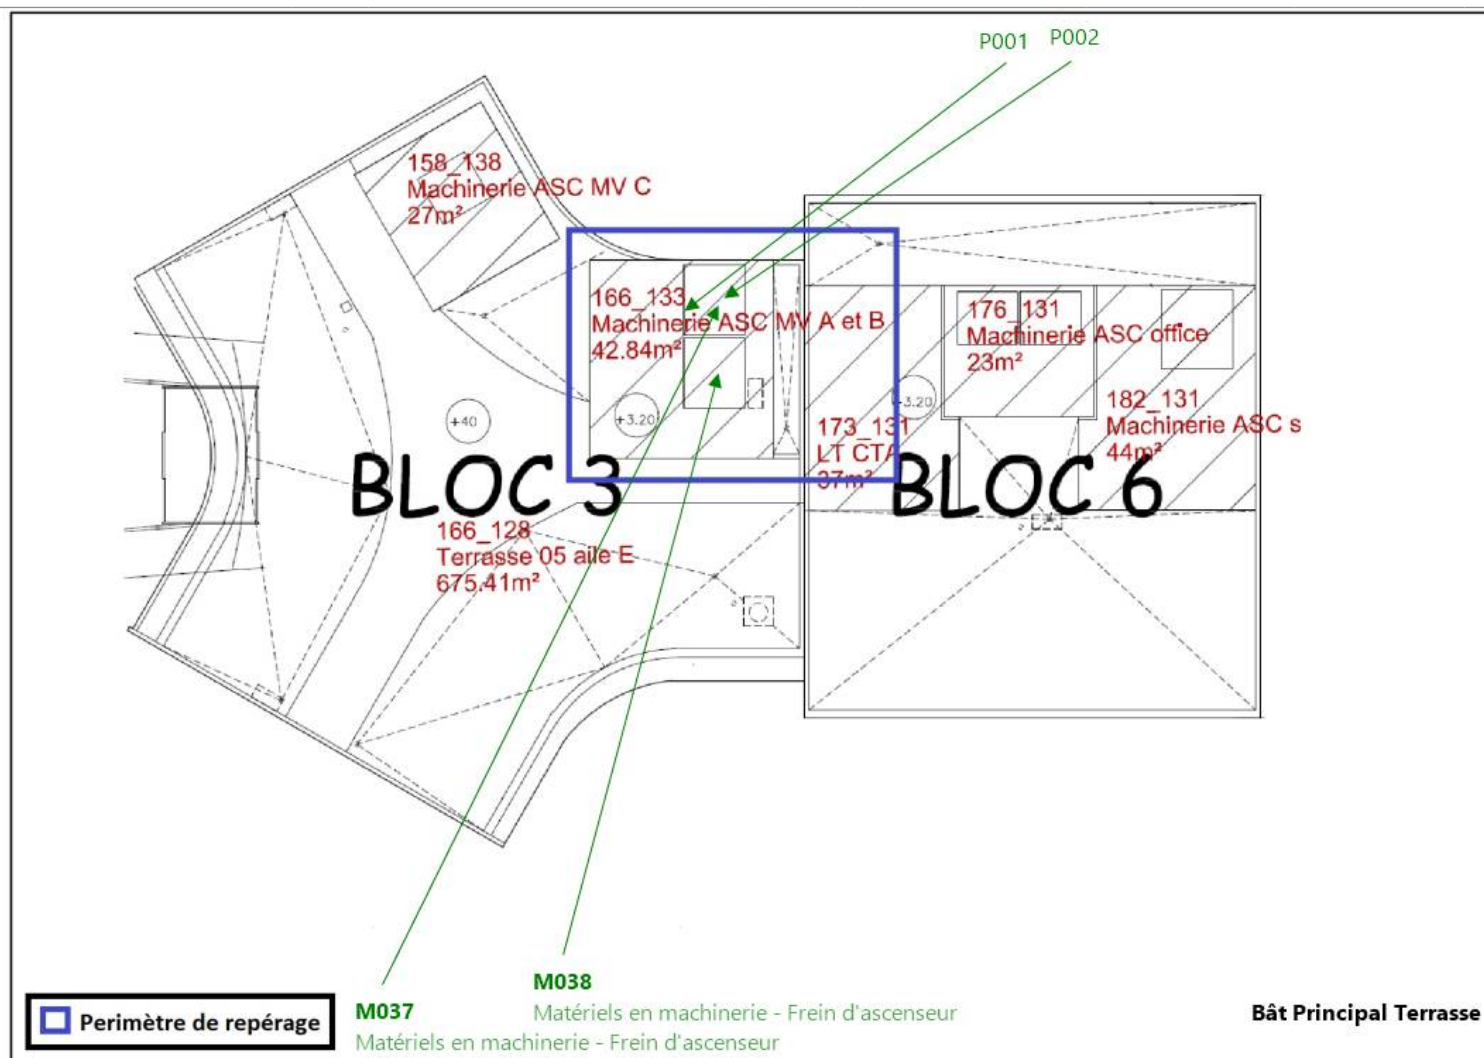 P001 P002
158_138
Machinerie ASC MV C
27m²
166_133
Machinerie ASC MV A et B
42.84m²
176_131
Machinerie ASC office
23m²
+40
+3.20
+3.20
173_131
LT CTA
37m²
182_131
Machinerie ASC s
44m²
BLOC 3
BLOC 6
166_128
Terrasse 05 aile E
675.41m²
M038
Matériels en machinerie - Frein d'ascenseur
M037
Matériels en machinerie - Frein d'ascenseur
Perimètre de repérage
Bât Principal Terrasse